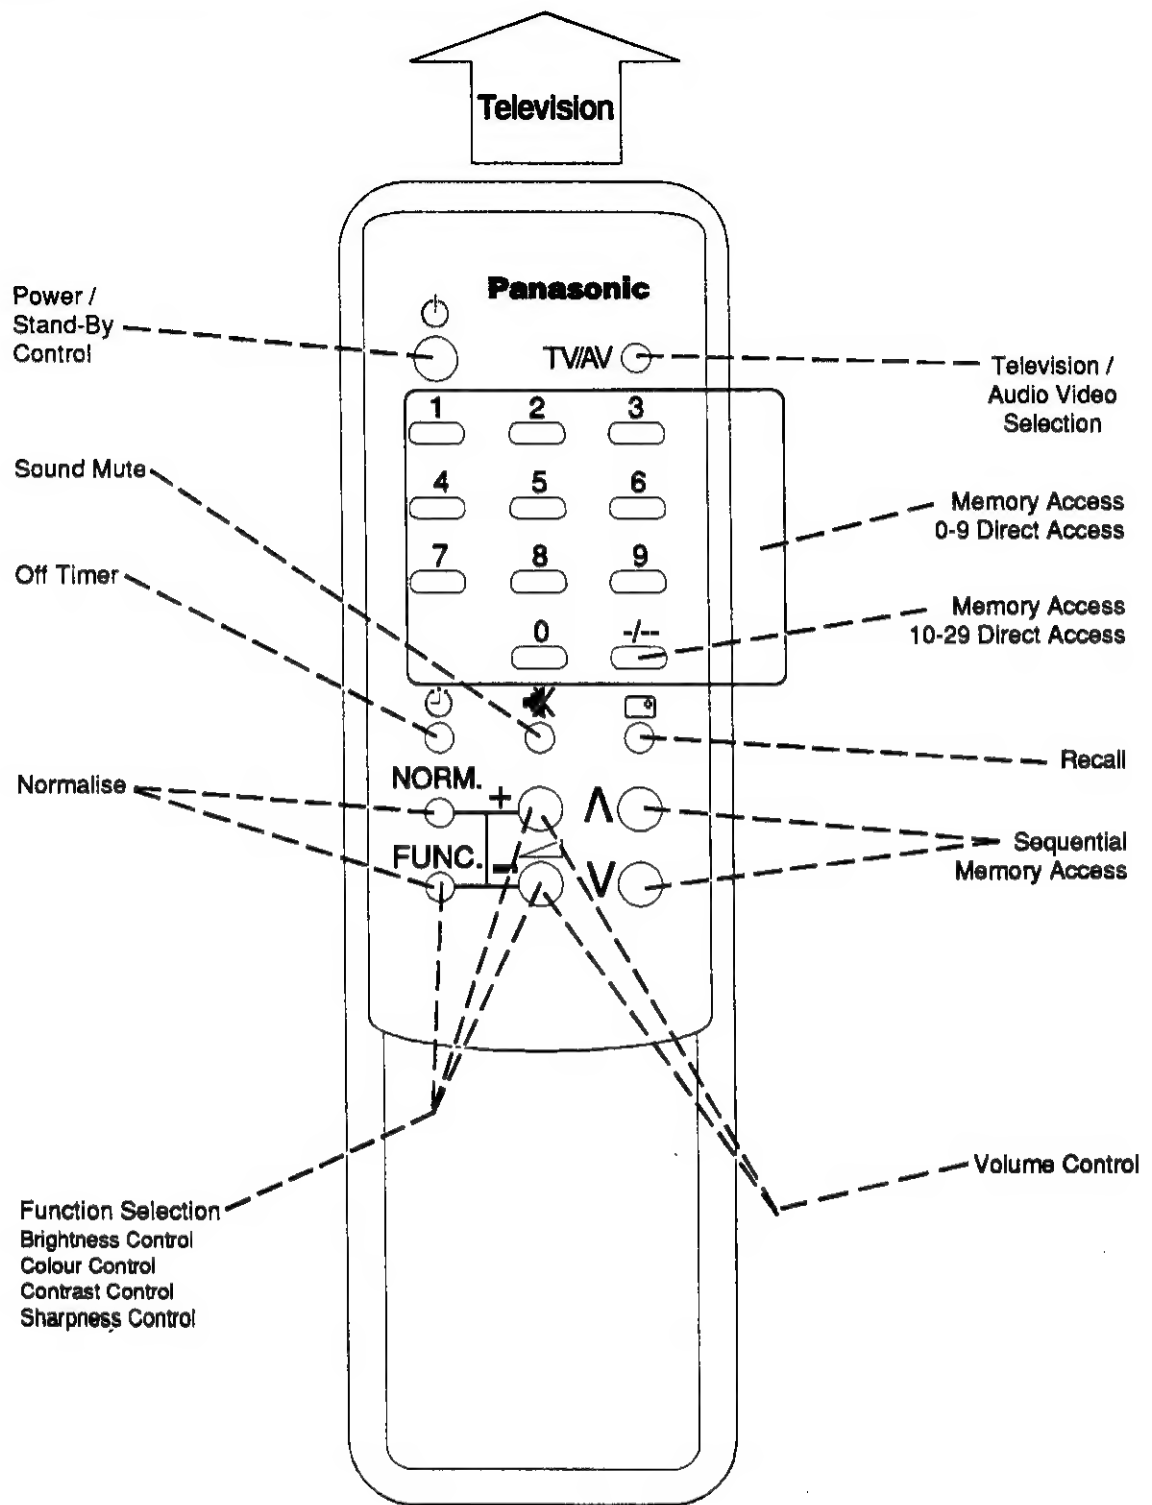 Television
Panasonic
Power /
Stand-By
Control
TV/AV
Television /
Audio Video
Selection
1 2 3
Sound Mute
4 5 6
Memory Access
0-9 Direct Access
7 8 9
Off Timer
Memory Access
10-29 Direct Access
0 -/--
Recall
Normalise
NORM. + Λ
FUNC. - V
Sequential
Memory Access
Volume Control
Function Selection
Brightness Control
Colour Control
Contrast Control
Sharpness Control